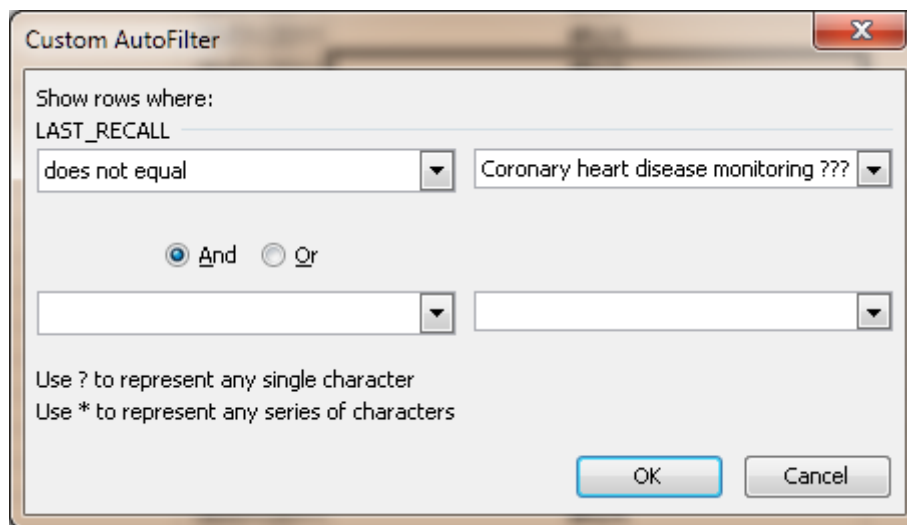 Custom AutoFilter
Show rows where:
LAST_RECALL
does not equal
Coronary heart disease monitoring ???
And Or
Use ? to represent any single character
Use * to represent any series of characters
OK Cancel